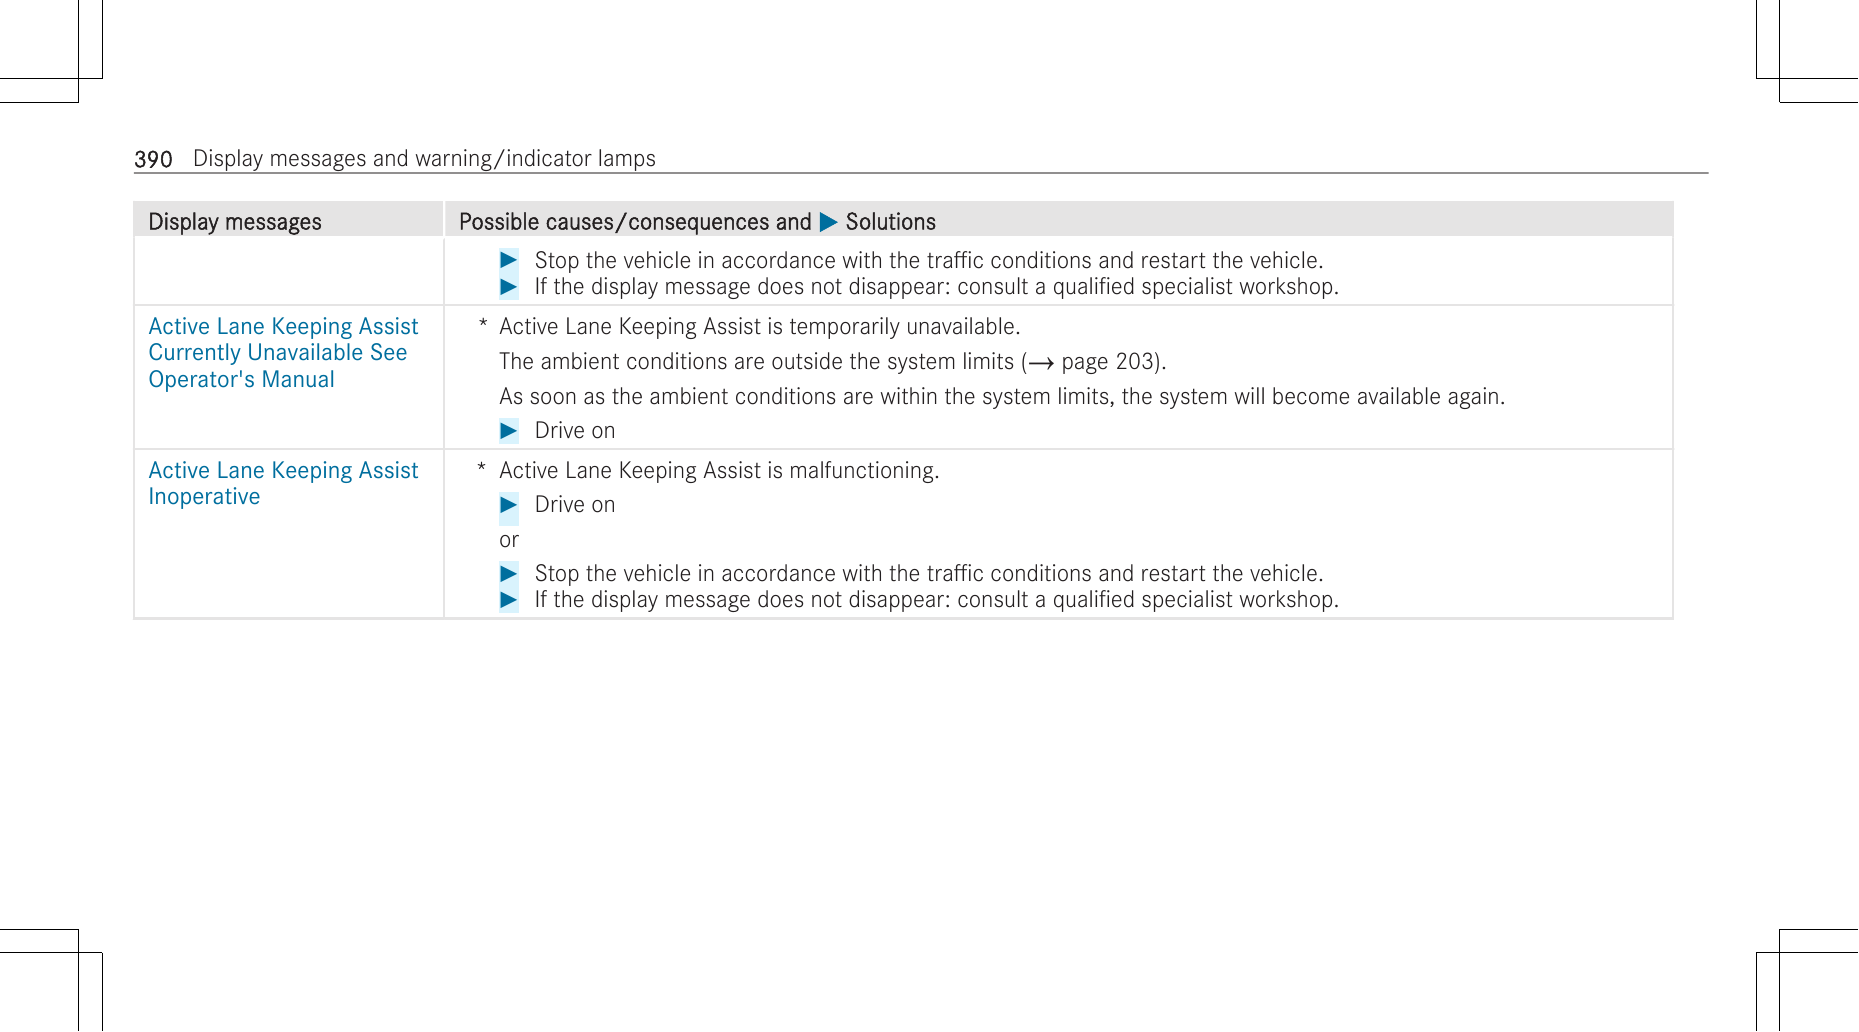 390 Display messages and warning/indicator lamps
Display messages Possible causes/consequences and ▶ Solutions
▶ Stop the vehicle in accordance with the traffic conditions and restart the vehicle.
▶ If the display message does not disappear: consult a qualified specialist workshop.
Active Lane Keeping Assist
Currently Unavailable See
Operator's Manual
* Active Lane Keeping Assist is temporarily unavailable.
The ambient conditions are outside the system limits (→ page 203).
As soon as the ambient conditions are within the system limits, the system will become available again.
▶ Drive on
Active Lane Keeping Assist
Inoperative
* Active Lane Keeping Assist is malfunctioning.
▶ Drive on
or
▶ Stop the vehicle in accordance with the traffic conditions and restart the vehicle.
▶ If the display message does not disappear: consult a qualified specialist workshop.